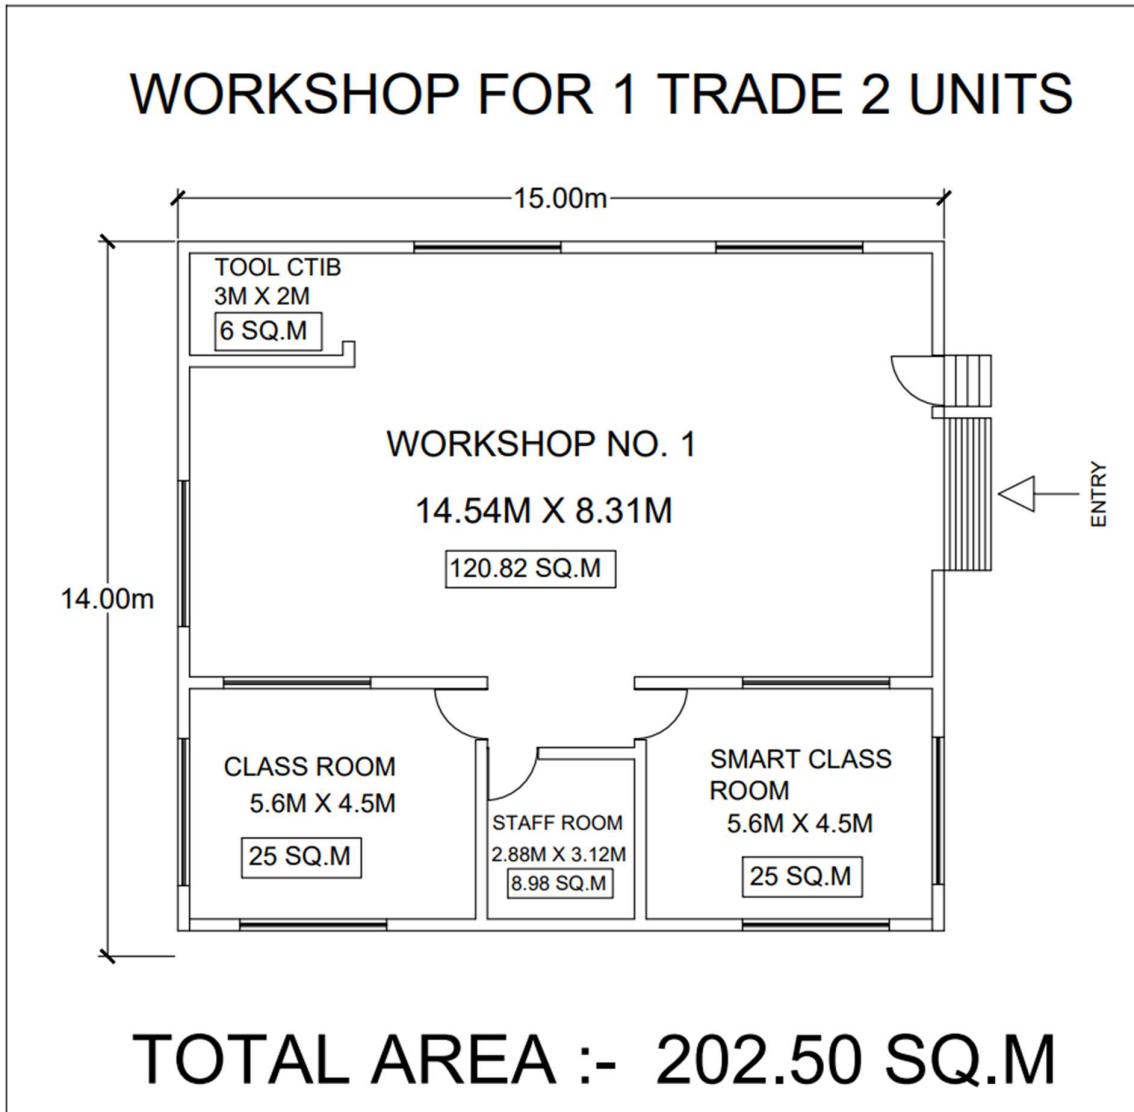 WORKSHOP FOR 1 TRADE 2 UNITS
15.00m
TOOL CTIB
3M X 2M
6 SQ.M
WORKSHOP NO. 1
14.54M X 8.31M
120.82 SQ.M
ENTRY
14.00m
CLASS ROOM
5.6M X 4.5M
25 SQ.M
STAFF ROOM
2.88M X 3.12M
8.98 SQ.M
SMART CLASS
ROOM
5.6M X 4.5M
25 SQ.M
TOTAL AREA :- 202.50 SQ.M